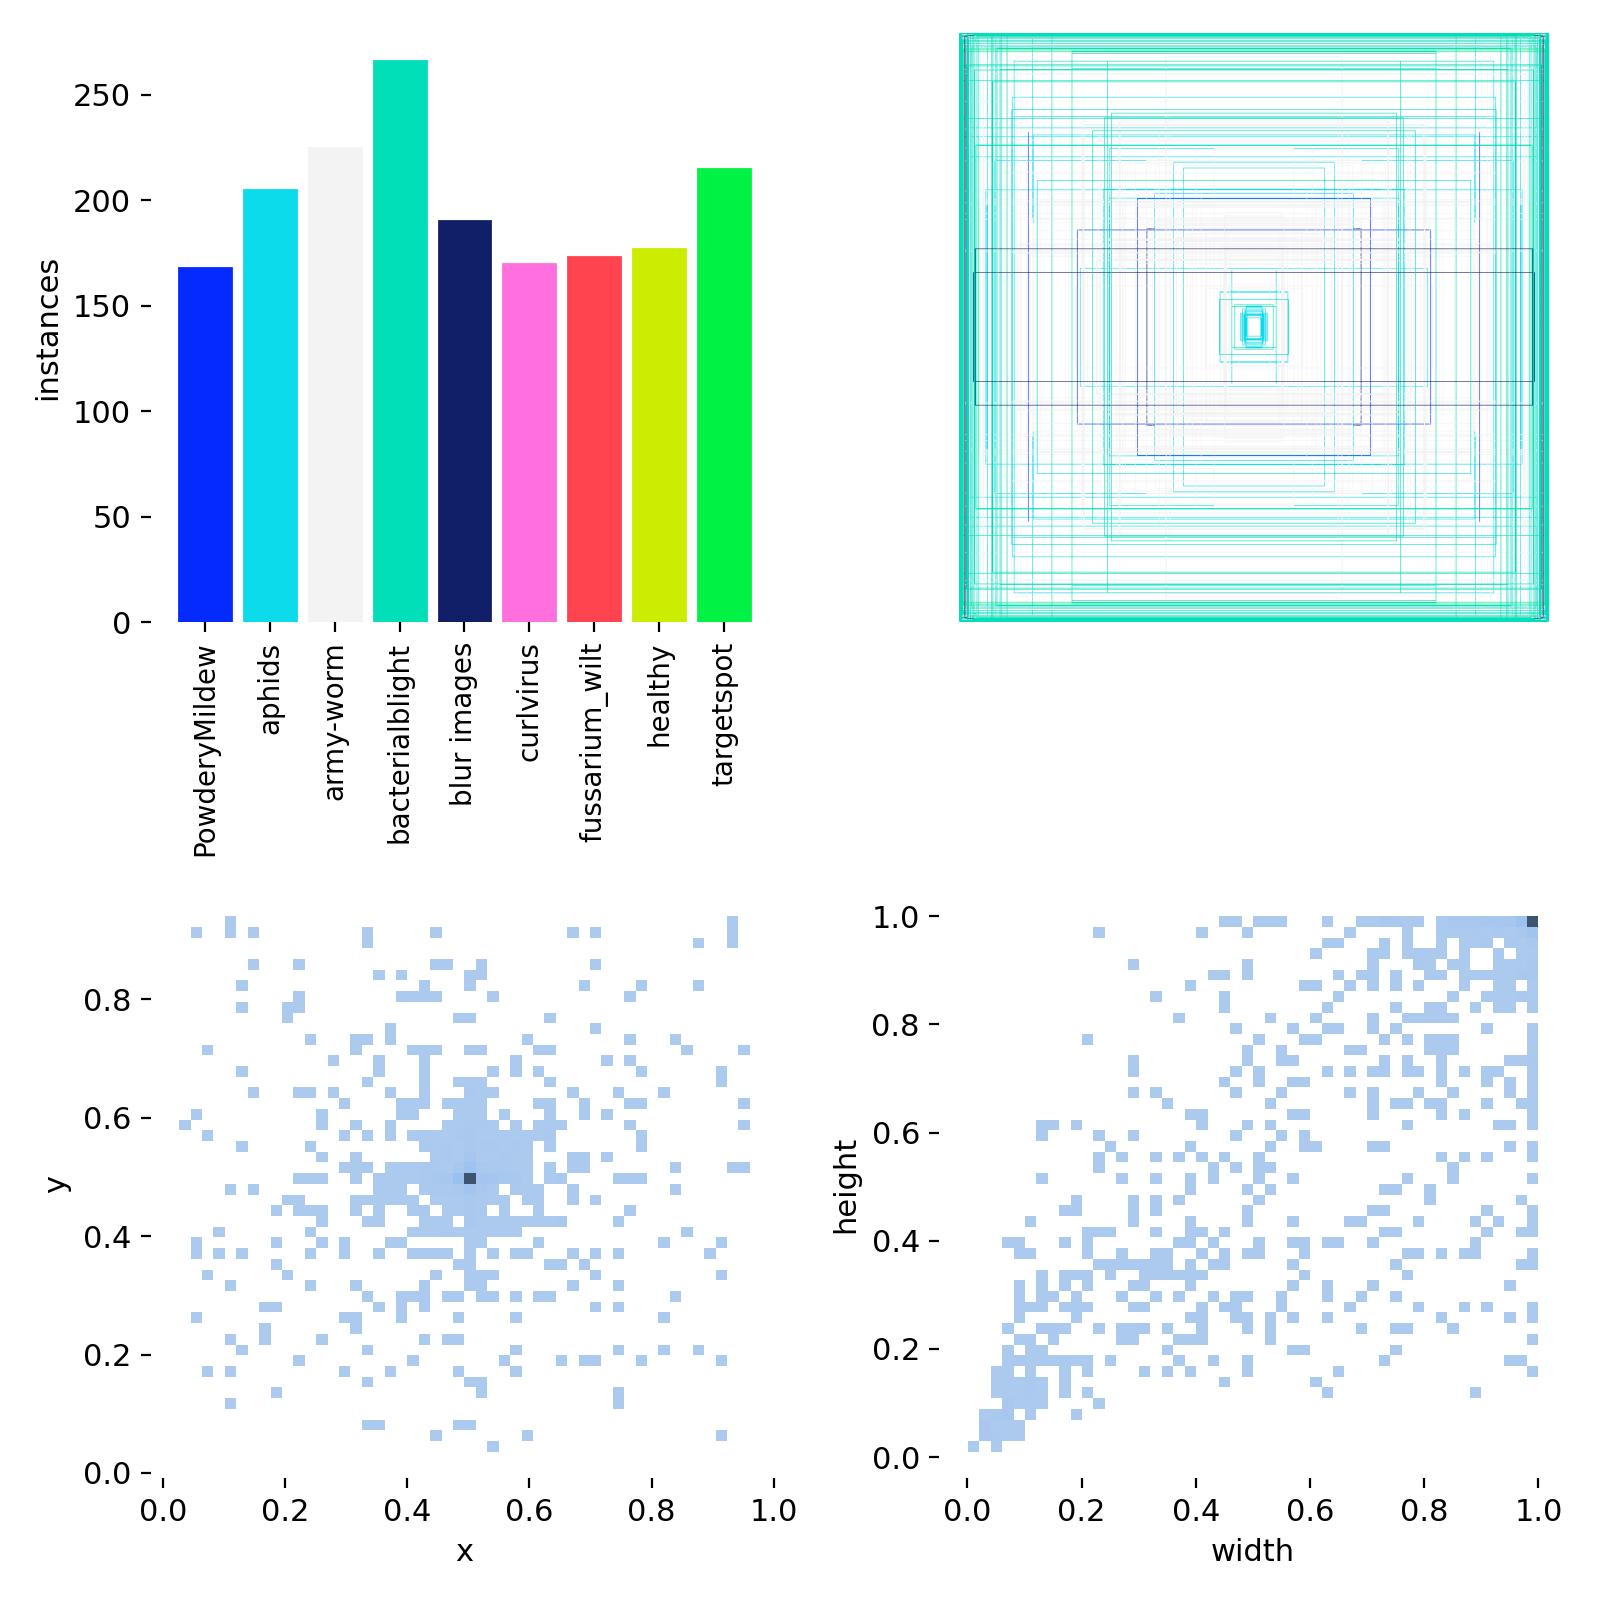 250
200
150
100
50
0
instances
PowderyMildew
aphids
army-worm
bacterialblight
blur images
curlvirus
fussarium_wilt
healthy
targetspot
0.8
0.6
0.4
0.2
0.0
y
0.0 0.2 0.4 0.6 0.8 1.0
x
1.0
0.8
0.6
0.4
0.2
0.0
height
0.0 0.2 0.4 0.6 0.8 1.0
width